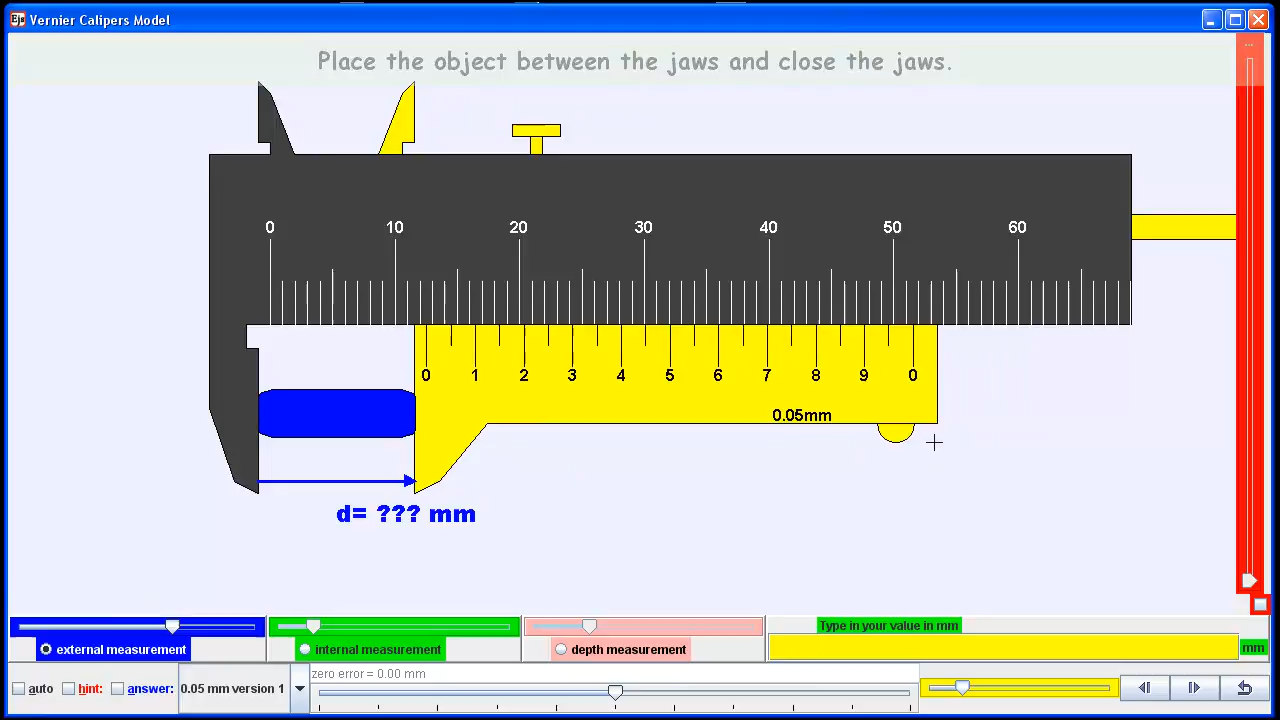 Ejs Vernier Calipers Model
Place the object between the jaws and close the jaws.
0 10 20 30 40 50 60
0 1 2 3 4 5 6 7 8 9 0
0.05mm
d= ??? mm
Type in your value in mm
external measurement internal measurement depth measurement mm
zero error = 0.00 mm
auto hint: answer: 0.05 mm version 1